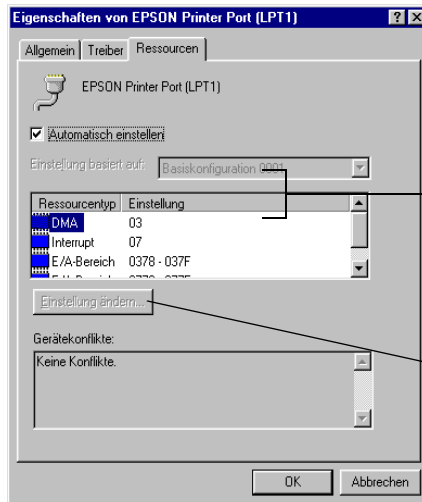 Eigenschaften von EPSON Printer Port (LPT1)
Allgemein Treiber Ressourcen
EPSON Printer Port (LPT1)
Automatisch einstellen
Einstellung basiert auf: Basiskonfiguration 0001
Ressourcentyp Einstellung
DMA 03
Interrupt 07
E/A-Bereich 0378 - 037F
Einstellung ändern...
Gerätekonflikte:
Keine Konflikte.
OK Abbrechen